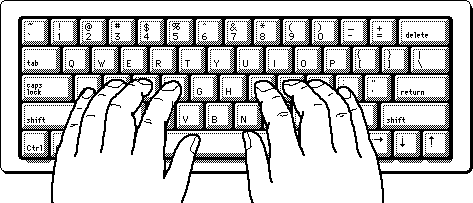 ~ ! @ # $ % ^ & * ( ) _ + delete
` 1 2 3 4 5 6 7 8 9 0 - =
tab Q W E R T Y U I O P { } |
[ ] \
caps lock G H " ' return
shift V B N shift
Ctrl → ↓ ↑